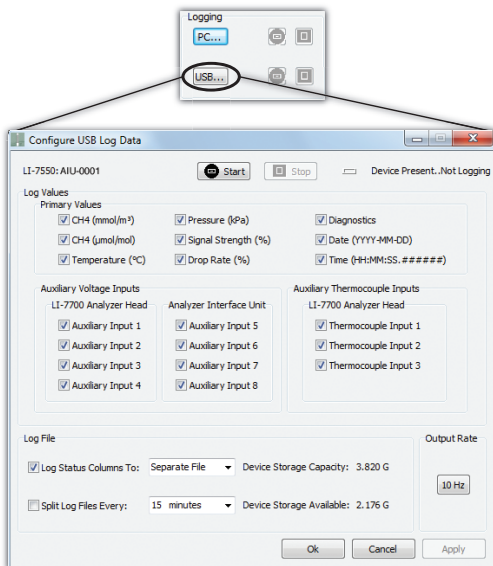 Logging
PC...
USB...
Configure USB Log Data
LI-7550: AIU-0001 Start Stop Device Present..Not Logging
Log Values
Primary Values
CH4 (mmol/m³) Pressure (kPa) Diagnostics
CH4 (µmol/mol) Signal Strength (%) Date (YYYY-MM-DD)
Temperature (°C) Drop Rate (%) Time (HH:MM:SS.######)
Auxiliary Voltage Inputs Auxiliary Thermocouple Inputs
LI-7700 Analyzer Head Analyzer Interface Unit LI-7700 Analyzer Head
Auxiliary Input 1 Auxiliary Input 5 Thermocouple Input 1
Auxiliary Input 2 Auxiliary Input 6 Thermocouple Input 2
Auxiliary Input 3 Auxiliary Input 7 Thermocouple Input 3
Auxiliary Input 4 Auxiliary Input 8
Log File Output Rate
Log Status Columns To: Separate File Device Storage Capacity: 3.820 G
10 Hz
Split Log Files Every: 15 minutes Device Storage Available: 2.176 G
Ok Cancel Apply